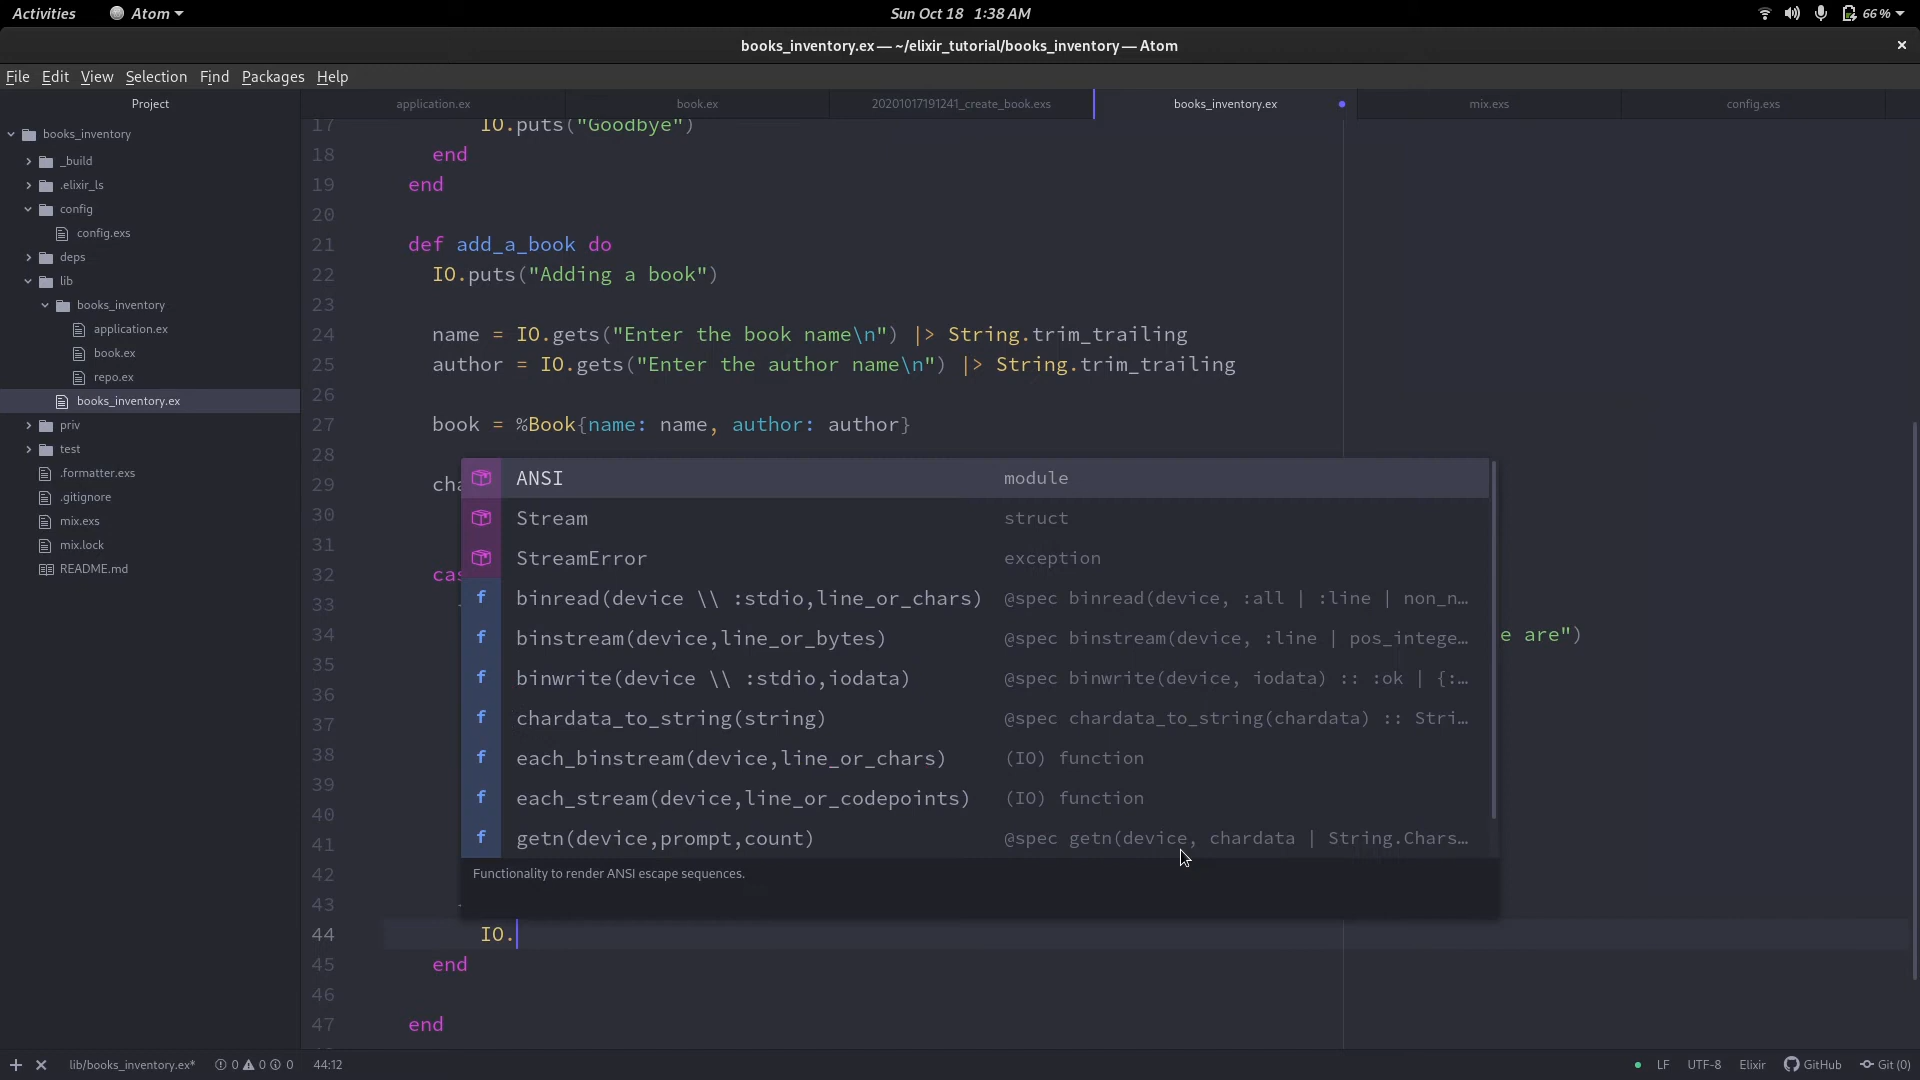 Activities Atom Sun Oct 18 1:38 AM 66 %
books_inventory.ex — ~/elixir_tutorial/books_inventory — Atom
File Edit View Selection Find Packages Help
Project application.ex book.ex 20201017191241_create_book.exs books_inventory.ex mix.exs config.exs
books_inventory
_build
.elixir_ls
config
config.exs
deps
lib
books_inventory
application.ex
book.ex
repo.ex
books_inventory.ex
priv
test
.formatter.exs
.gitignore
mix.exs
mix.lock
README.md
17 IO.puts("Goodbye")
18 end
19 end
20
21 def add_a_book do
22 IO.puts("Adding a book")
23
24 name = IO.gets("Enter the book name\n") |> String.trim_trailing
25 author = IO.gets("Enter the author name\n") |> String.trim_trailing
26
27 book = %Book{name: name, author: author}
28
29 cha
30
31
32 cas
33
34 e are")
35
36
37
38
39
40
41
42
43
44 IO.
45 end
46
47 end
ANSI module
Stream struct
StreamError exception
f binread(device \\ :stdio,line_or_chars) @spec binread(device, :all | :line | non_n…
f binstream(device,line_or_bytes) @spec binstream(device, :line | pos_intege…
f binwrite(device \\ :stdio,iodata) @spec binwrite(device, iodata) :: :ok | {:…
f chardata_to_string(string) @spec chardata_to_string(chardata) :: Stri…
f each_binstream(device,line_or_chars) (IO) function
f each_stream(device,line_or_codepoints) (IO) function
f getn(device,prompt,count) @spec getn(device, chardata | String.Chars…
Functionality to render ANSI escape sequences.
lib/books_inventory.ex* 0 0 0 44:12 LF UTF-8 Elixir GitHub Git (0)